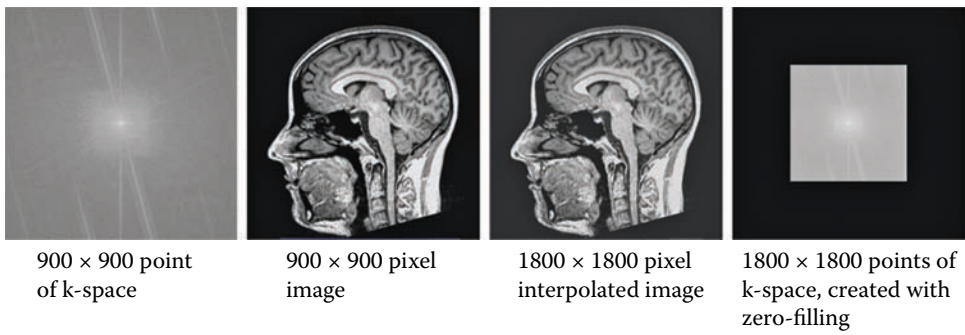 900 × 900 point
of k-space
900 × 900 pixel
image
1800 × 1800 pixel
interpolated image
1800 × 1800 points of
k-space, created with
zero-filling